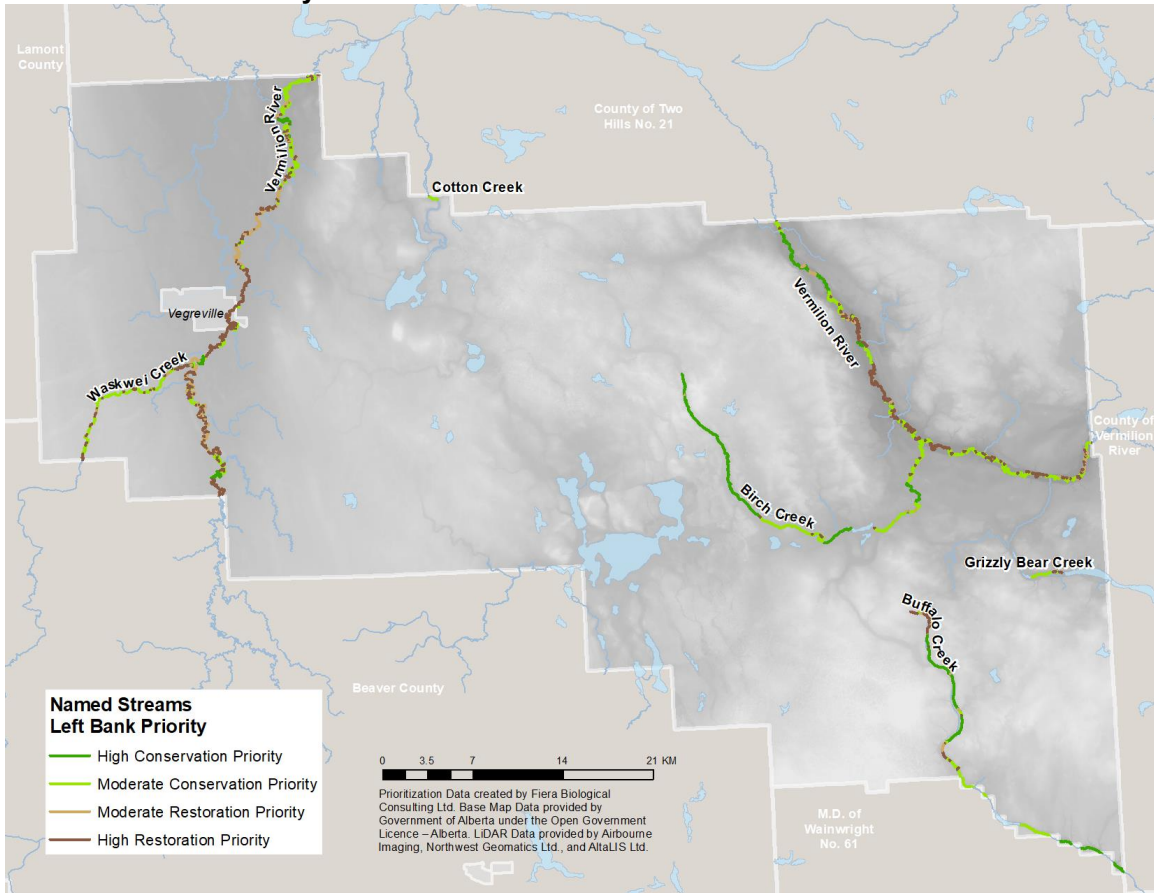 Lamont
County
County of Two
Hills No. 21
Vermilion River
Cotton Creek
Vegreville
Waskwei Creek
Vermilion River
County of
Vermilion
River
Birch Creek
Grizzly Bear Creek
Buffalo Creek
Beaver County
M.D. of
Wainwright
No. 61
Named Streams
Left Bank Priority
High Conservation Priority
Moderate Conservation Priority
Moderate Restoration Priority
High Restoration Priority
0 3.5 7 14 21 KM
Prioritization Data created by Fiera Biological
Consulting Ltd. Base Map Data provided by
Government of Alberta under the Open Government
Licence – Alberta. LiDAR Data provided by Airbourne
Imaging, Northwest Geomatics Ltd., and AltaLIS Ltd.